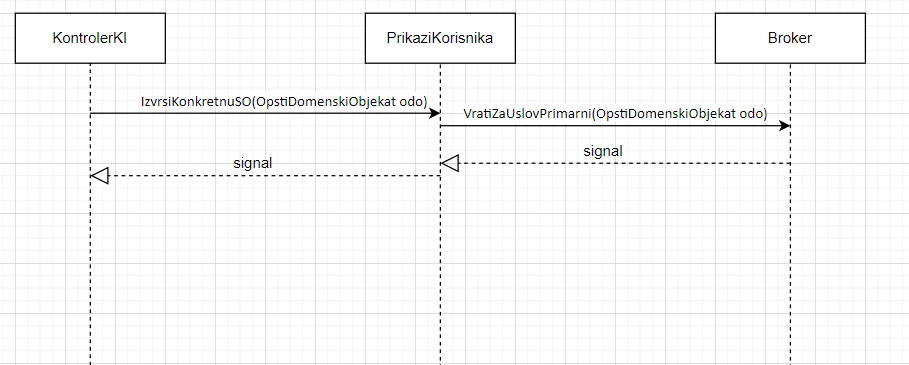 KontrolerKI
PrikaziKorisnika
Broker
IzvrsiKonkretnuSO(OpstiDomenskiObjekat odo)
VratiZaUslovPrimarni(OpstiDomenskiObjekat odo)
signal
signal